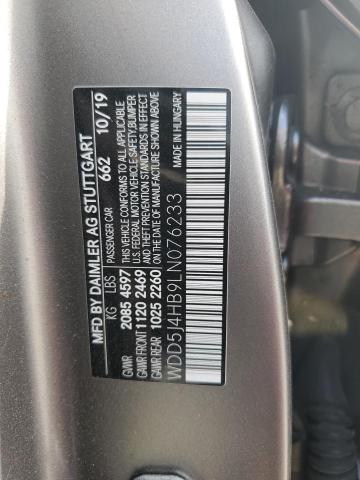 MFD BY DAIMLER AG STUTTGART
PASSENGER CAR 662 10/19
KG LBS
GVWR 2085 4597 THIS VEHICLE CONFORMS TO ALL APPLICABLE
GAWR FRONT 1120 2469 U.S. FEDERAL MOTOR VEHICLE SAFETY, BUMPER
GAWR REAR 1025 2260 AND THEFT PREVENTION STANDARDS IN EFFECT
ON THE DATE OF MANUFACTURE SHOWN ABOVE
WDD5J4HB9LN076233 MADE IN HUNGARY